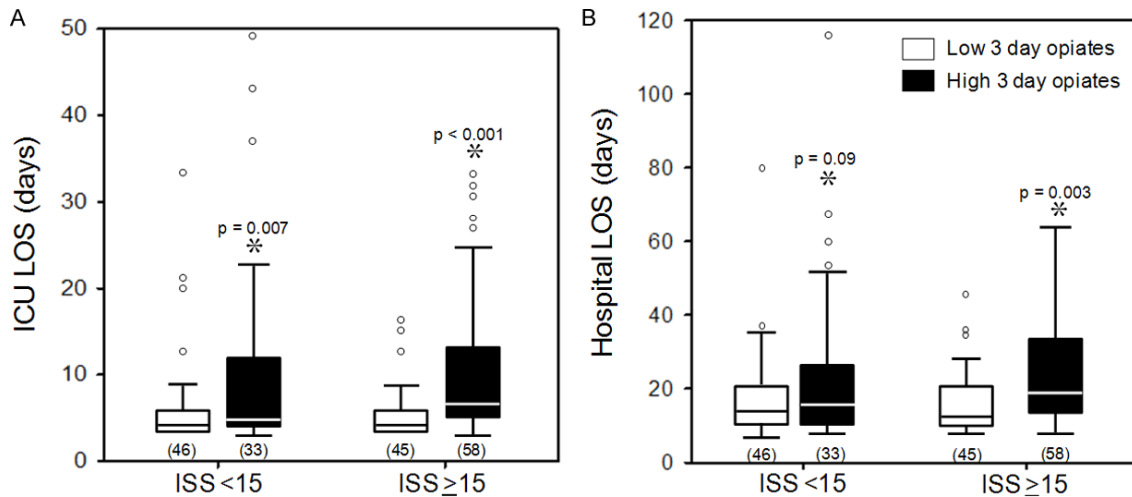 A
ICU LOS (days)
50
40
30
20
10
0
p = 0.007
*
p < 0.001
*
(46) (33) (45) (58)
ISS <15 ISS ≥15
B
Hospital LOS (days)
120
100
80
60
40
20
0
Low 3 day opiates
High 3 day opiates
p = 0.09
*
p = 0.003
*
(46) (33) (45) (58)
ISS <15 ISS ≥15